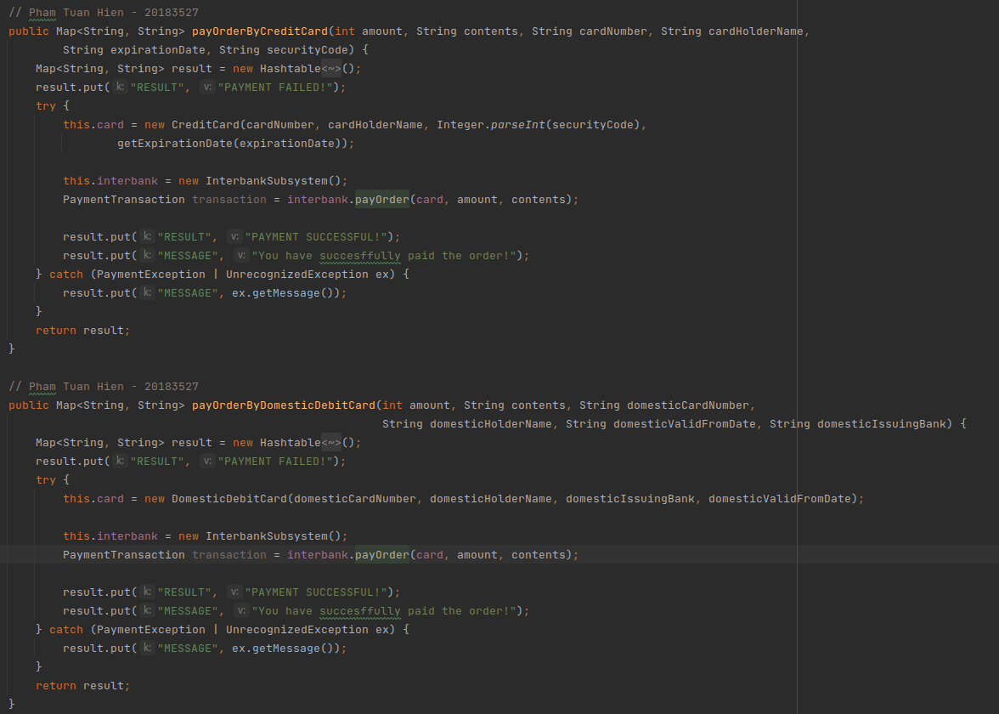 // Pham Tuan Hien - 20183527
public Map<String, String> payOrderByCreditCard(int amount, String contents, String cardNumber, String cardHolderName,
        String expirationDate, String securityCode) {
    Map<String, String> result = new Hashtable<~>();
    result.put( k: "RESULT",  v: "PAYMENT FAILED!");
    try {
        this.card = new CreditCard(cardNumber, cardHolderName, Integer.parseInt(securityCode),
                getExpirationDate(expirationDate));

        this.interbank = new InterbankSubsystem();
        PaymentTransaction transaction = interbank.payOrder(card, amount, contents);

        result.put( k: "RESULT",  v: "PAYMENT SUCCESSFUL!");
        result.put( k: "MESSAGE",  v: "You have succesffully paid the order!");
    } catch (PaymentException | UnrecognizedException ex) {
        result.put( k: "MESSAGE", ex.getMessage());
    }
    return result;
}

// Pham Tuan Hien - 20183527
public Map<String, String> payOrderByDomesticDebitCard(int amount, String contents, String domesticCardNumber,
                                                       String domesticHolderName, String domesticValidFromDate, String domesticIssuingBank) {
    Map<String, String> result = new Hashtable<~>();
    result.put( k: "RESULT",  v: "PAYMENT FAILED!");
    try {
        this.card = new DomesticDebitCard(domesticCardNumber, domesticHolderName, domesticIssuingBank, domesticValidFromDate);

        this.interbank = new InterbankSubsystem();
        PaymentTransaction transaction = interbank.payOrder(card, amount, contents);

        result.put( k: "RESULT",  v: "PAYMENT SUCCESSFUL!");
        result.put( k: "MESSAGE",  v: "You have succesffully paid the order!");
    } catch (PaymentException | UnrecognizedException ex) {
        result.put( k: "MESSAGE", ex.getMessage());
    }
    return result;
}